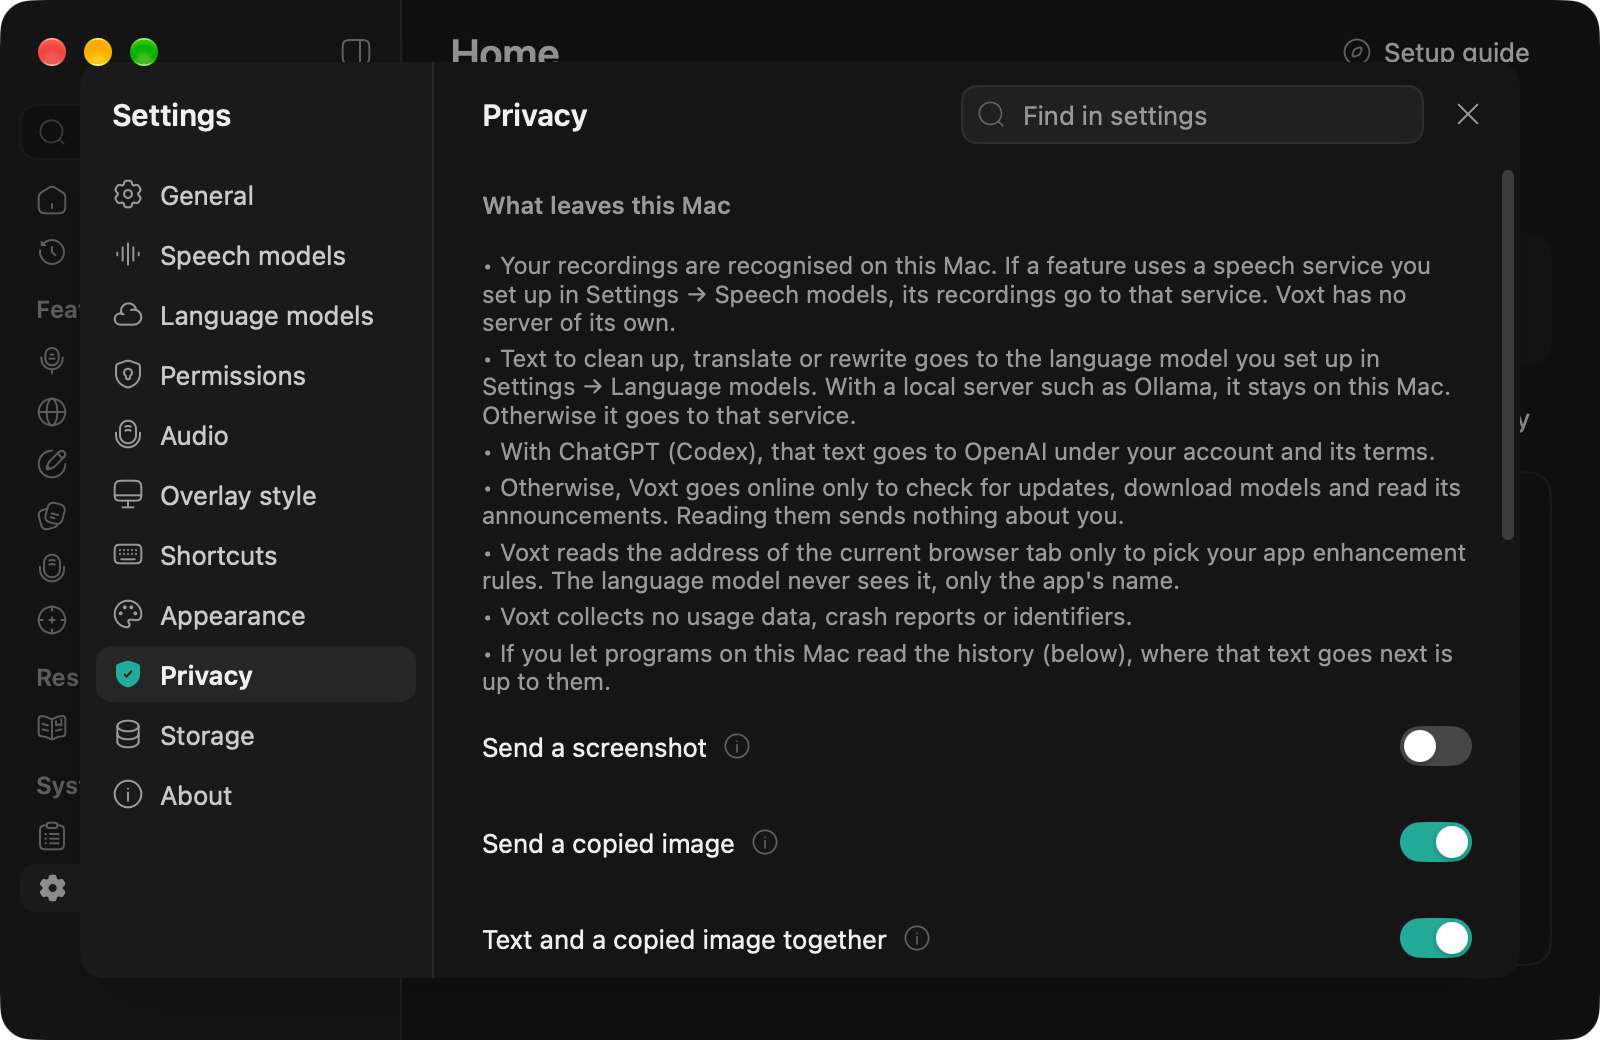 Home
Setup guide
Settings
Privacy
Find in settings
General
Speech models
Language models
Permissions
Audio
Overlay style
Shortcuts
Appearance
Privacy
Storage
About
What leaves this Mac
• Your recordings are recognised on this Mac. If a feature uses a speech service you
set up in Settings → Speech models, its recordings go to that service. Voxt has no
server of its own.
• Text to clean up, translate or rewrite goes to the language model you set up in
Settings → Language models. With a local server such as Ollama, it stays on this Mac.
Otherwise it goes to that service.
• With ChatGPT (Codex), that text goes to OpenAI under your account and its terms.
• Otherwise, Voxt goes online only to check for updates, download models and read its
announcements. Reading them sends nothing about you.
• Voxt reads the address of the current browser tab only to pick your app enhancement
rules. The language model never sees it, only the app's name.
• Voxt collects no usage data, crash reports or identifiers.
• If you let programs on this Mac read the history (below), where that text goes next is
up to them.
Send a screenshot
Send a copied image
Text and a copied image together